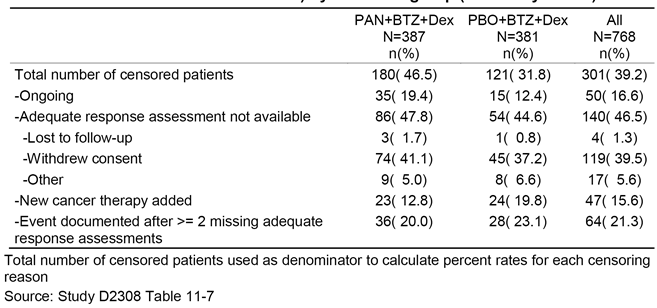 PAN+BTZ+Dex PBO+BTZ+Dex All
N=387 N=381 N=768
n(%) n(%) n(%)
Total number of censored patients 180( 46.5) 121( 31.8) 301( 39.2)
-Ongoing 35( 19.4) 15( 12.4) 50( 16.6)
-Adequate response assessment not available 86( 47.8) 54( 44.6) 140( 46.5)
-Lost to follow-up 3( 1.7) 1( 0.8) 4( 1.3)
-Withdrew consent 74( 41.1) 45( 37.2) 119( 39.5)
-Other 9( 5.0) 8( 6.6) 17( 5.6)
-New cancer therapy added 23( 12.8) 24( 19.8) 47( 15.6)
-Event documented after >= 2 missing adequate 36( 20.0) 28( 23.1) 64( 21.3)
response assessments
Total number of censored patients used as denominator to calculate percent rates for each censoring
reason
Source: Study D2308 Table 11-7